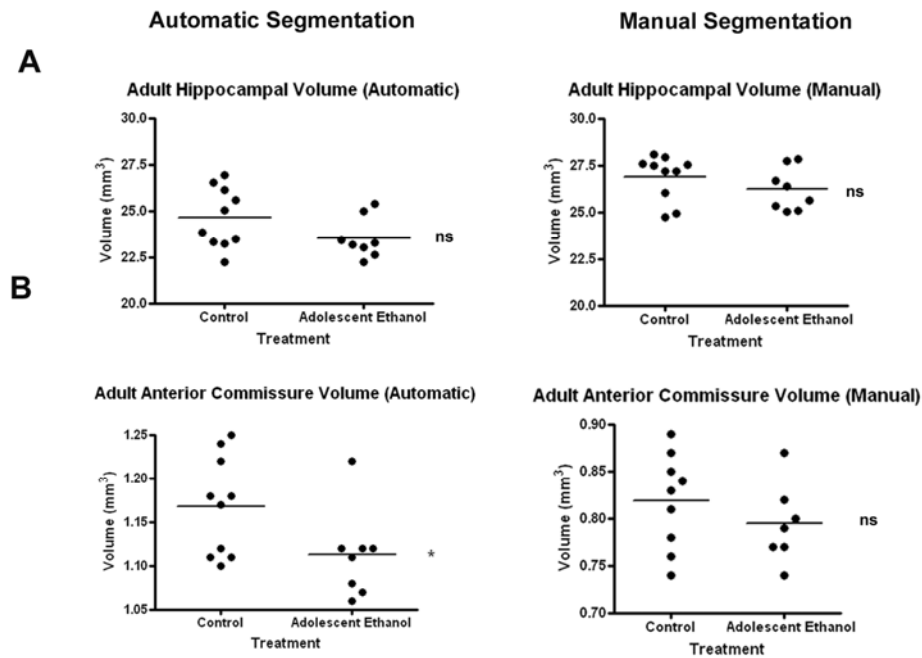 Automatic Segmentation
Manual Segmentation
A
Adult Hippocampal Volume (Automatic)
30.0
27.5
25.0
22.5
20.0
Volume (mm³)
ns
Control
Adolescent Ethanol
Treatment
Adult Hippocampal Volume (Manual)
30.0
27.5
25.0
22.5
20.0
Volume (mm³)
ns
Control
Adolescent Ethanol
Treatment
B
Adult Anterior Commissure Volume (Automatic)
1.25
1.20
1.15
1.10
1.05
Volume (mm³)
*
Control
Adolescent Ethanol
Treatment
Adult Anterior Commissure Volume (Manual)
0.90
0.85
0.80
0.75
0.70
Volume (mm³)
ns
Control
Adolescent Ethanol
Treatment